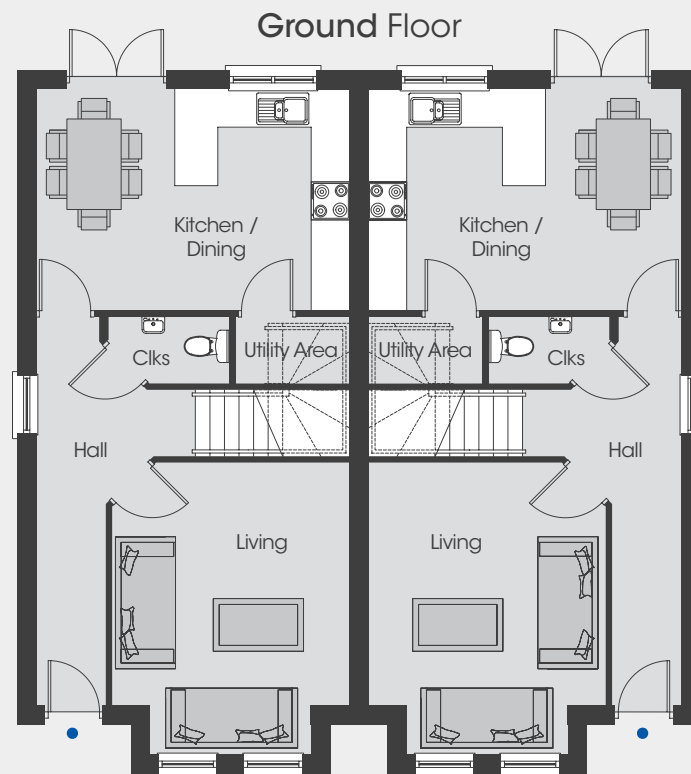 Ground Floor
Kitchen /
Dining
Kitchen /
Dining
Clks
Utility Area
Utility Area
Clks
Hall
Hall
Living
Living